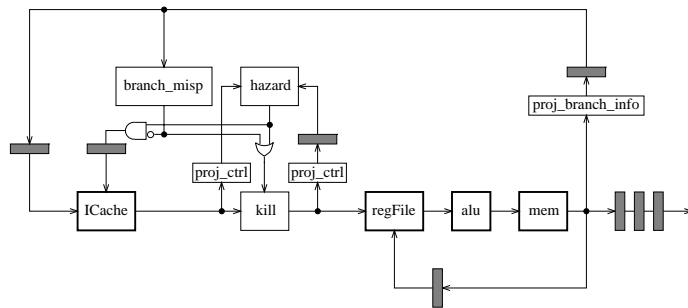 branch_misp
hazard
proj_branch_info
proj_ctrl
proj_ctrl
ICache
kill
regFile
alu
mem